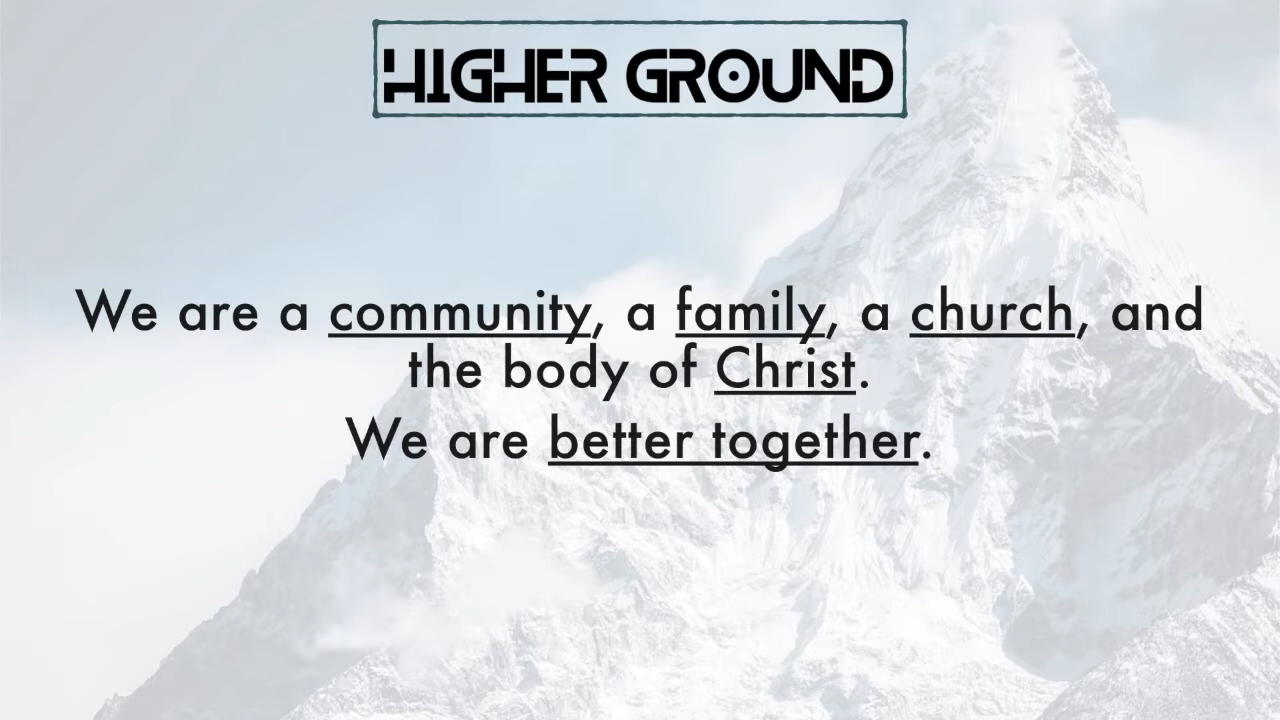 HIGHER GROUND
We are a community, a family, a church, and
the body of Christ.
We are better together.